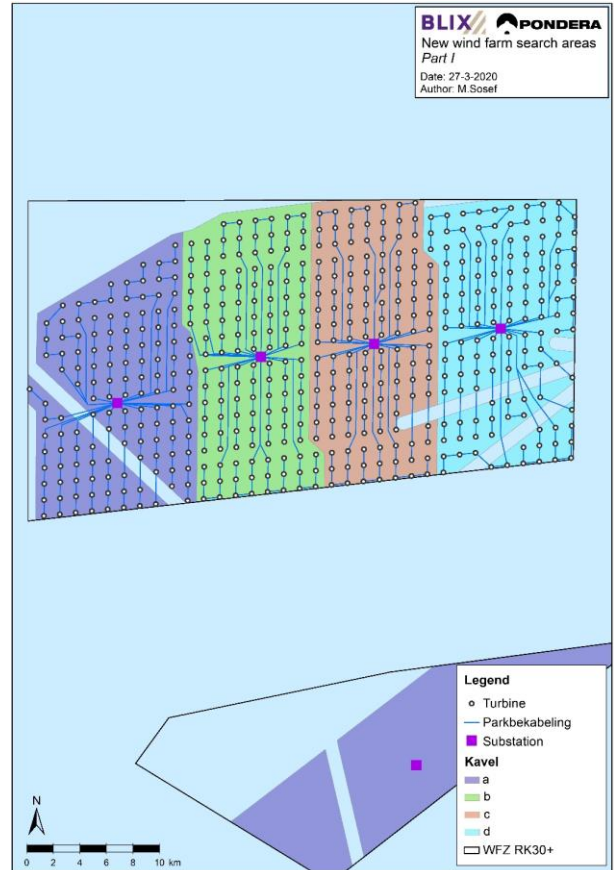 BLIX PONDERA
New wind farm search areas
Part I
Date: 27-3-2020
Author: M.Sosef
Legend
Turbine
Parkbekabeling
Substation
Kavel
a
b
c
d
WFZ RK30+
N
0 2 4 6 8 10 km